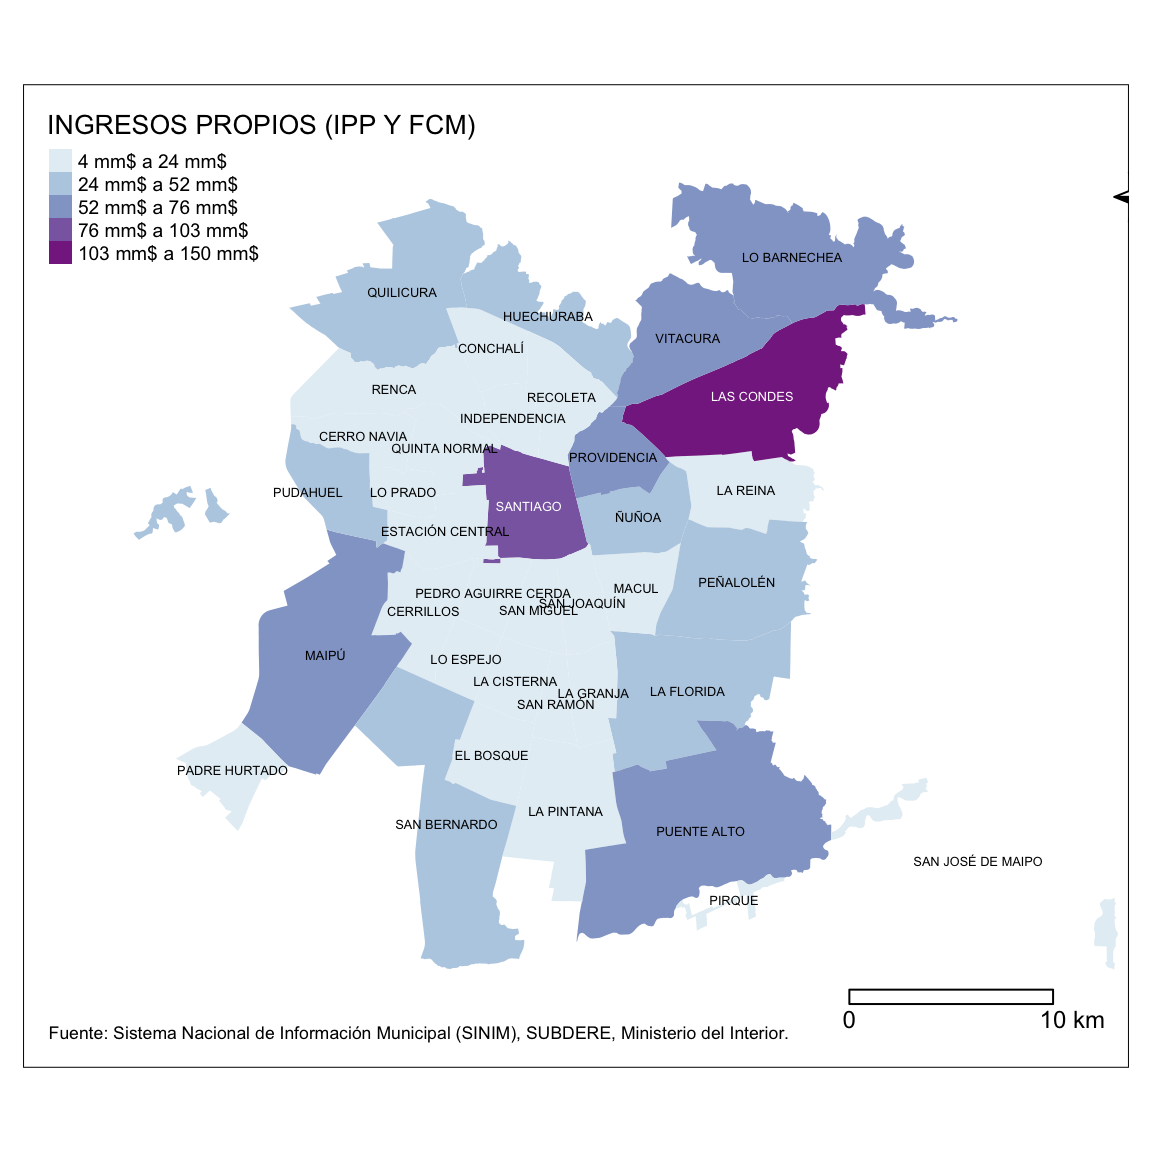 INGRESOS PROPIOS (IPP Y FCM)
4 mm$ a 24 mm$
24 mm$ a 52 mm$
52 mm$ a 76 mm$
76 mm$ a 103 mm$
103 mm$ a 150 mm$
LO BARNECHEA
QUILICURA
HUECHURABA
VITACURA
CONCHALÍ
RENCA
RECOLETA
LAS CONDES
INDEPENDENCIA
CERRO NAVIA
QUINTA NORMAL
PROVIDENCIA
PUDAHUEL
LO PRADO
LA REINA
SANTIAGO
ÑUÑOA
ESTACIÓN CENTRAL
PEÑALOLÉN
MACUL
PEDRO AGUIRRE CERDA
SAN JOAQUÍN
CERRILLOS
SAN MIGUEL
MAIPÚ
LO ESPEJO
LA CISTERNA
LA GRANJA
LA FLORIDA
SAN RAMÓN
EL BOSQUE
PADRE HURTADO
LA PINTANA
SAN BERNARDO
PUENTE ALTO
SAN JOSÉ DE MAIPO
PIRQUE
0 10 km
Fuente: Sistema Nacional de Información Municipal (SINIM), SUBDERE, Ministerio del Interior.